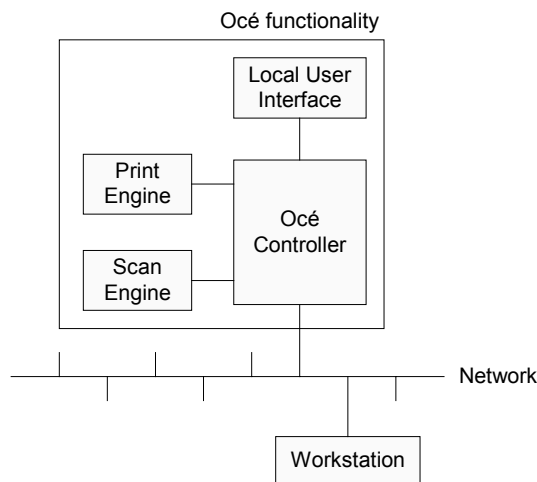 Océ functionality
Local User
Interface
Print
Engine
Océ
Controller
Scan
Engine
Network
Workstation